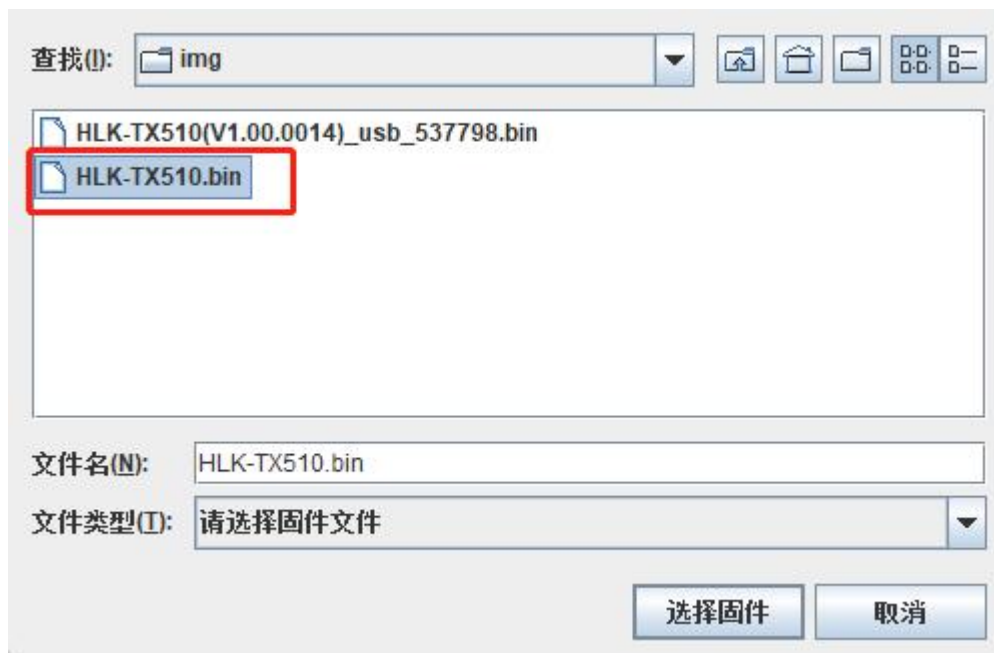 查找(I): img
HLK-TX510(V1.00.0014)_usb_537798.bin
HLK-TX510.bin
文件名(N): HLK-TX510.bin
文件类型(T): 请选择固件文件
选择固件 取消